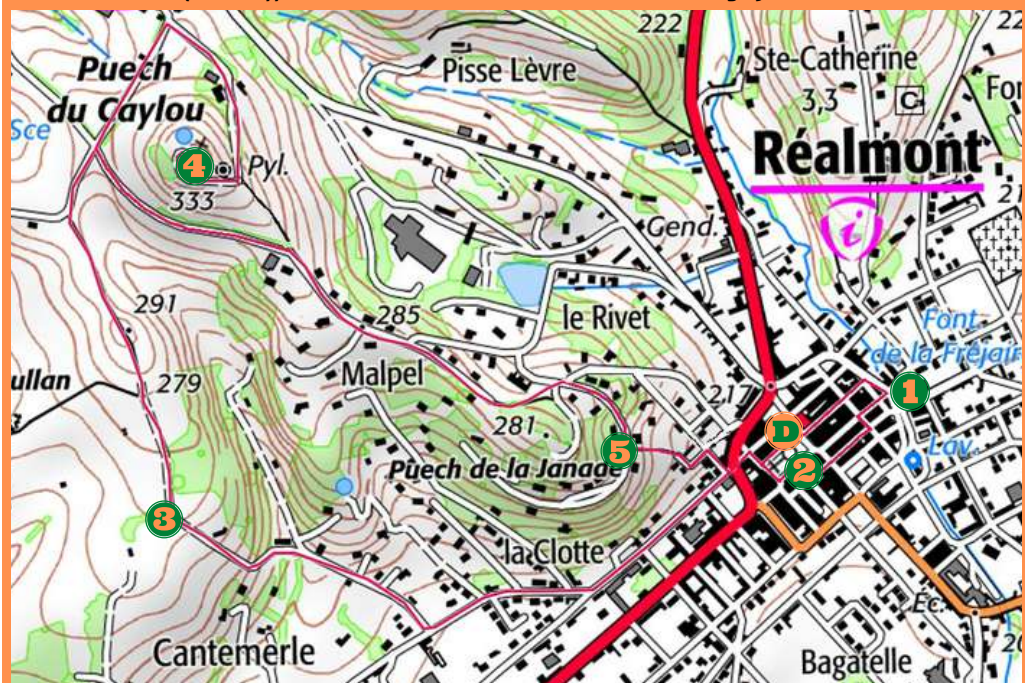 222
Ste-Catherine
Pisse Lèvre
Puech
du Caylou
3,3
C
Sce
Réalmont
4
Pyl.
333
i
Gend.
291
285
le Rivet
Font.
de la Fréjair
ullan
279
Malpel
217
1
281
D
5
Puech de la Janade
2
Lav.
3
la Clotte
Éc.
Cantemerle
Bagatelle